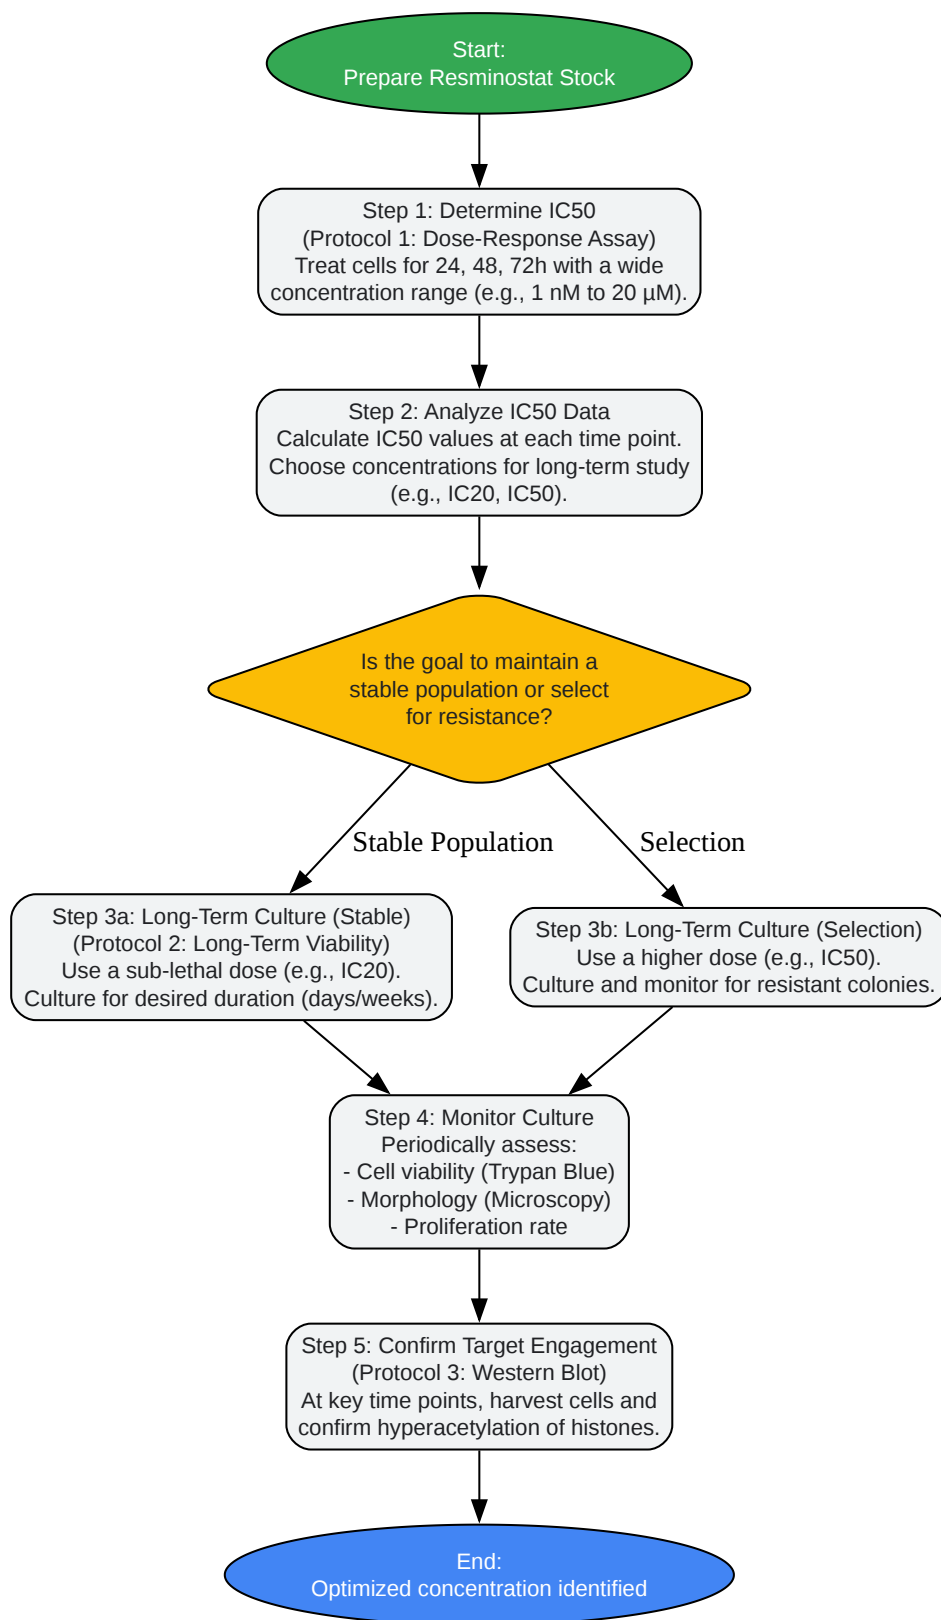 Start:
Prepare Resminostat Stock
Step 1: Determine IC50
(Protocol 1: Dose-Response Assay)
Treat cells for 24, 48, 72h with a wide
concentration range (e.g., 1 nM to 20 µM).
Step 2: Analyze IC50 Data
Calculate IC50 values at each time point.
Choose concentrations for long-term study
(e.g., IC20, IC50).
Is the goal to maintain a
stable population or select
for resistance?
Stable Population
Selection
Step 3a: Long-Term Culture (Stable)
(Protocol 2: Long-Term Viability)
Use a sub-lethal dose (e.g., IC20).
Culture for desired duration (days/weeks).
Step 3b: Long-Term Culture (Selection)
Use a higher dose (e.g., IC50).
Culture and monitor for resistant colonies.
Step 4: Monitor Culture
Periodically assess:
- Cell viability (Trypan Blue)
- Morphology (Microscopy)
- Proliferation rate
Step 5: Confirm Target Engagement
(Protocol 3: Western Blot)
At key time points, harvest cells and
confirm hyperacetylation of histones.
End:
Optimized concentration identified